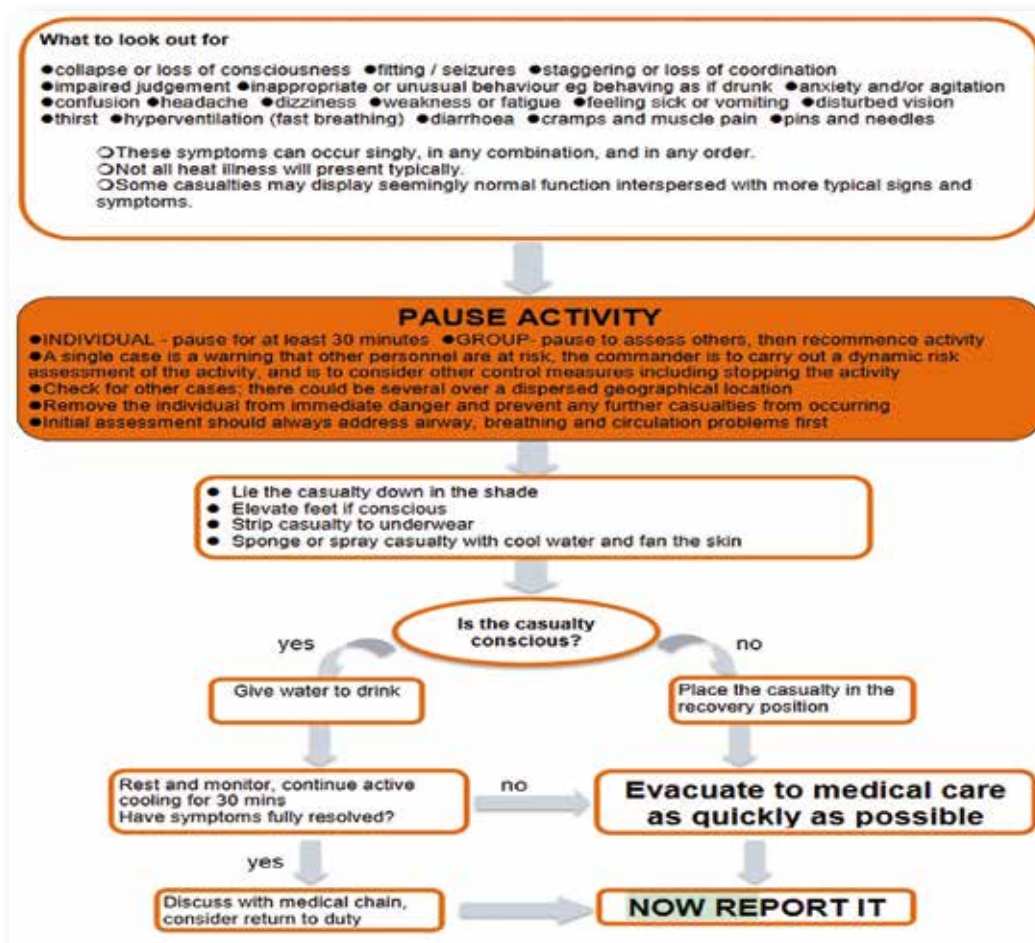 What to look out for
●collapse or loss of consciousness ●fitting / seizures ●staggering or loss of coordination
●impaired judgement ●inappropriate or unusual behaviour eg behaving as if drunk ●anxiety and/or agitation
●confusion ●headache ●dizziness ●weakness or fatigue ●feeling sick or vomiting ●disturbed vision
●thirst ●hyperventilation (fast breathing) ●diarrhoea ●cramps and muscle pain ●pins and needles
❍These symptoms can occur singly, in any combination, and in any order.
❍Not all heat illness will present typically.
❍Some casualties may display seemingly normal function interspersed with more typical signs and
symptoms.
PAUSE ACTIVITY
●INDIVIDUAL - pause for at least 30 minutes ●GROUP- pause to assess others, then recommence activity
●A single case is a warning that other personnel are at risk, the commander is to carry out a dynamic risk
assessment of the activity, and is to consider other control measures including stopping the activity
●Check for other cases; there could be several over a dispersed geographical location
●Remove the individual from immediate danger and prevent any further casualties from occurring
●Initial assessment should always address airway, breathing and circulation problems first
● Lie the casualty down in the shade
● Elevate feet if conscious
● Strip casualty to underwear
● Sponge or spray casualty with cool water and fan the skin
Is the casualty
conscious?
yes
no
Give water to drink
Place the casualty in the
recovery position
Rest and monitor, continue active
cooling for 30 mins
Have symptoms fully resolved?
no
Evacuate to medical care
as quickly as possible
yes
Discuss with medical chain,
consider return to duty
NOW REPORT IT